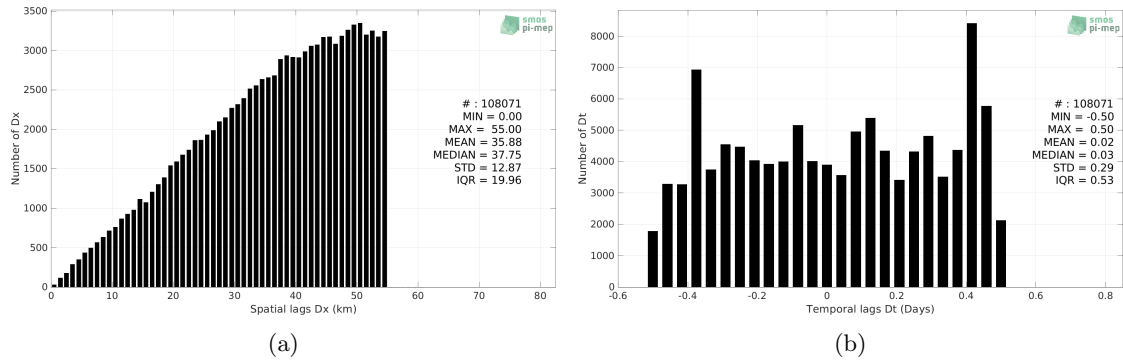 3500
3000
2500
2000
1500
1000
500
0
Number of Dx
smos
pi-mep
# : 108071
MIN = 0.00
MAX = 55.00
MEAN = 35.88
MEDIAN = 37.75
STD = 12.87
IQR = 19.96
0 10 20 30 40 50 60 70 80
Spatial lags Dx (km)
(a)
8000
7000
6000
5000
4000
3000
2000
1000
0
Number of Dt
smos
pi-mep
# : 108071
MIN = -0.50
MAX = 0.50
MEAN = 0.02
MEDIAN = 0.03
STD = 0.29
IQR = 0.53
-0.6 -0.4 -0.2 0 0.2 0.4 0.6 0.8
Temporal lags Dt (Days)
(b)